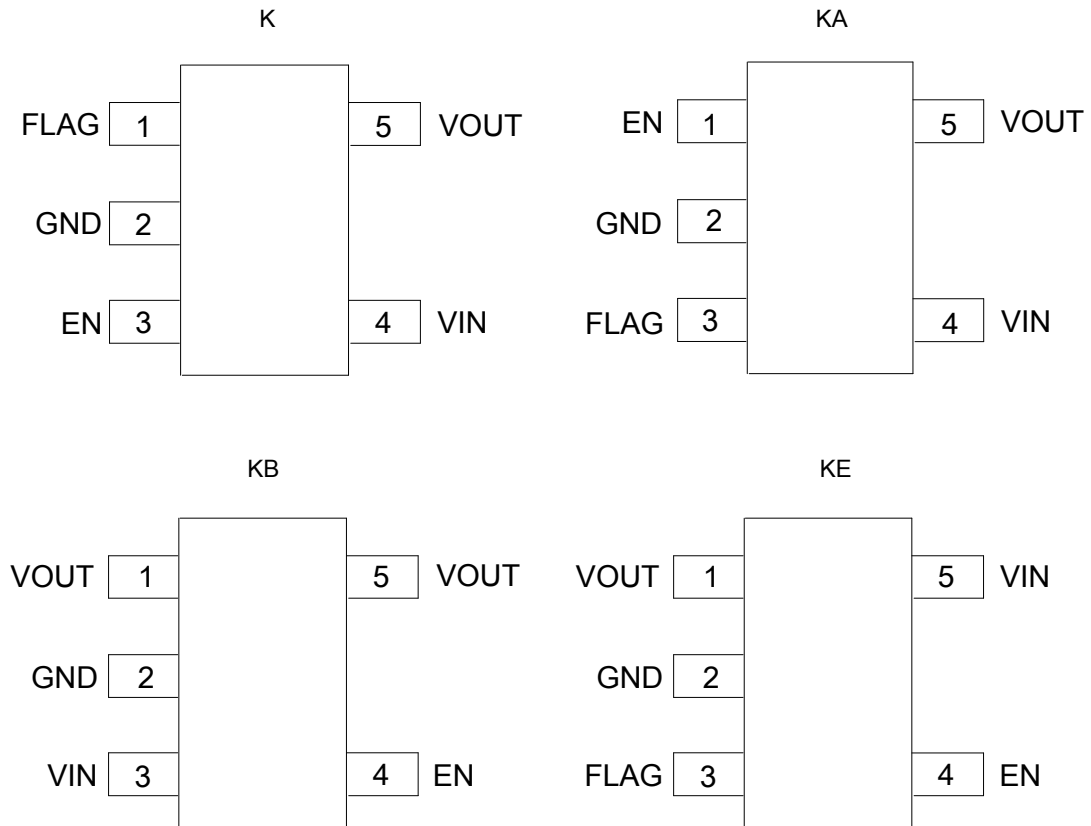 K
FLAG 1 5 VOUT
GND 2
EN 3 4 VIN
KA
EN 1 5 VOUT
GND 2
FLAG 3 4 VIN
KB
VOUT 1 5 VOUT
GND 2
VIN 3 4 EN
KE
VOUT 1 5 VIN
GND 2
FLAG 3 4 EN